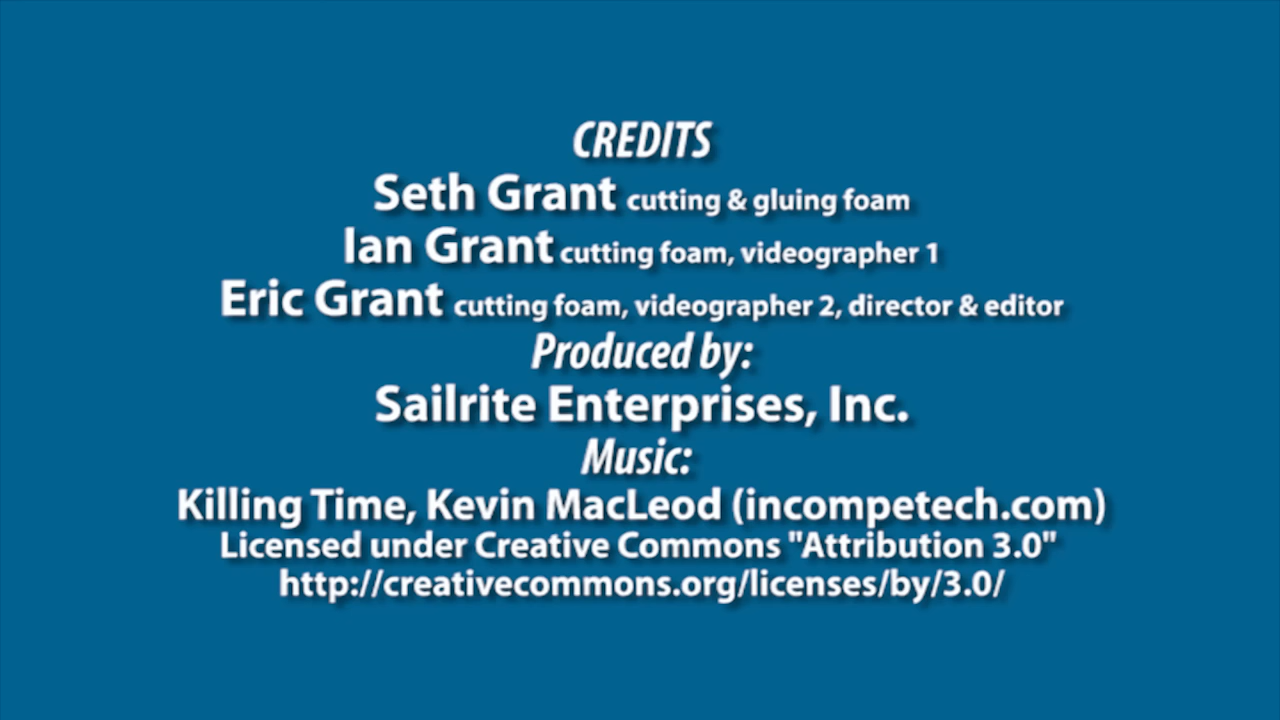 CREDITS
Seth Grant cutting & gluing foam
Ian Grant cutting foam, videographer 1
Eric Grant cutting foam, videographer 2, director & editor
Produced by:
Sailrite Enterprises, Inc.
Music:
Killing Time, Kevin MacLeod (incompetech.com)
Licensed under Creative Commons "Attribution 3.0"
http://creativecommons.org/licenses/by/3.0/